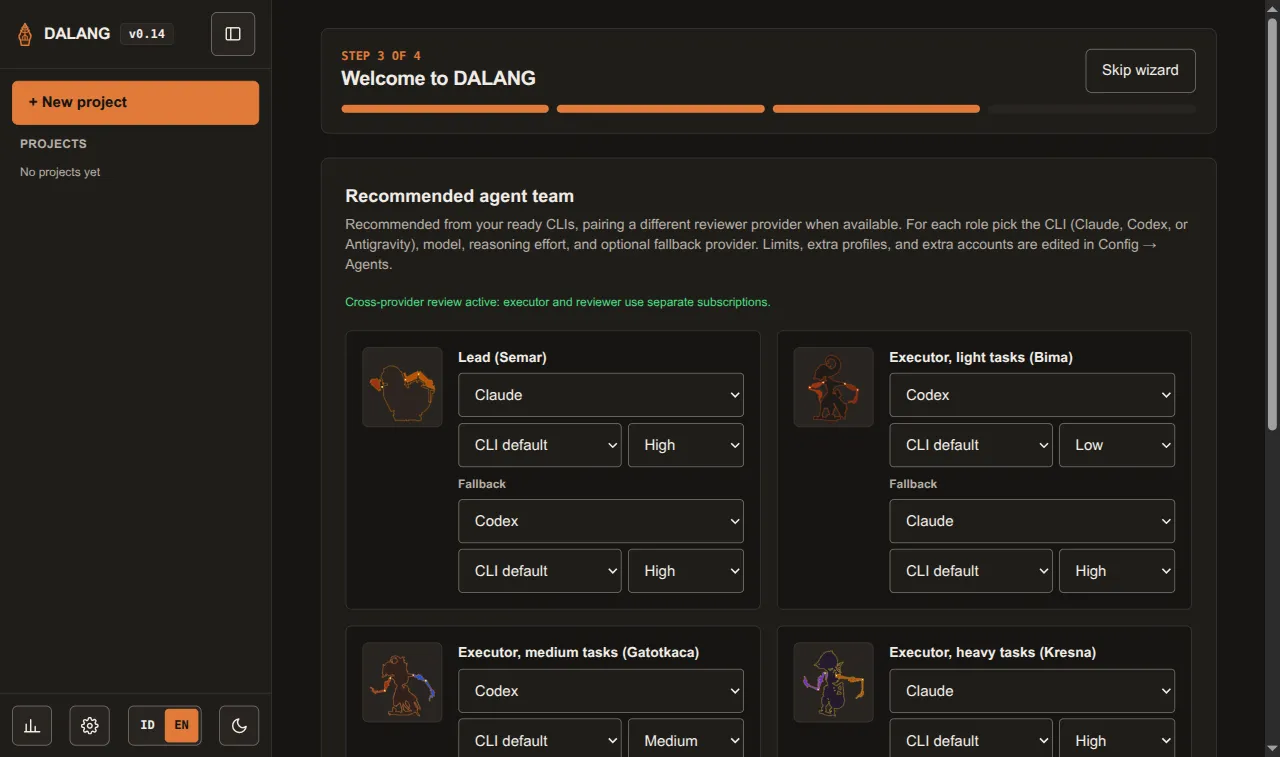 DALANG v0.14
+ New project
PROJECTS
No projects yet
ID EN
STEP 3 OF 4
Welcome to DALANG
Skip wizard
Recommended agent team
Recommended from your ready CLIs, pairing a different reviewer provider when available. For each role pick the CLI (Claude, Codex, or
Antigravity), model, reasoning effort, and optional fallback provider. Limits, extra profiles, and extra accounts are edited in Config →
Agents.
Cross-provider review active: executor and reviewer use separate subscriptions.
Lead (Semar)
Claude
CLI default High
Fallback
Codex
CLI default High
Executor, light tasks (Bima)
Codex
CLI default Low
Fallback
Claude
CLI default High
Executor, medium tasks (Gatotkaca)
Codex
CLI default Medium
Executor, heavy tasks (Kresna)
Claude
CLI default High